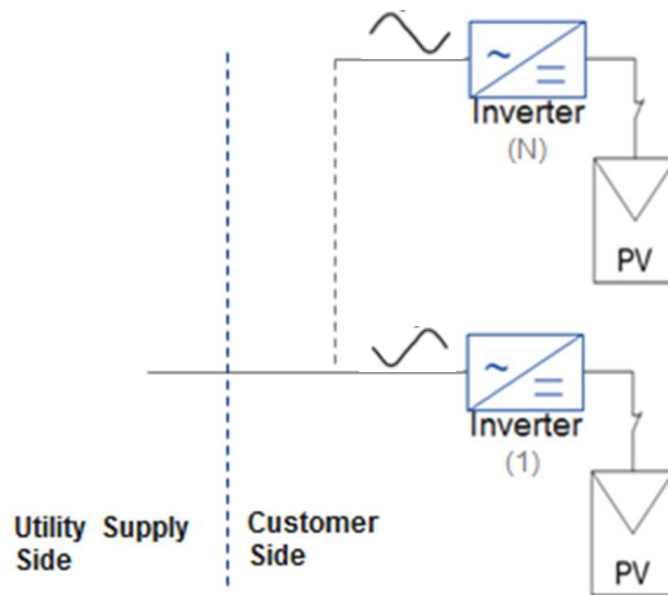 Inverter
(N)
PV
Inverter
(1)
PV
Utility Supply
Side
Customer
Side